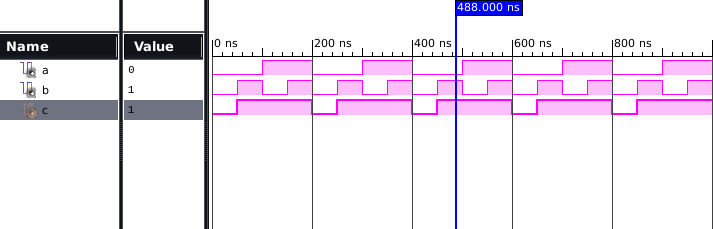 488.000 ns
Name Value
0 ns 200 ns 400 ns 600 ns 800 ns
a 0
b 1
c 1